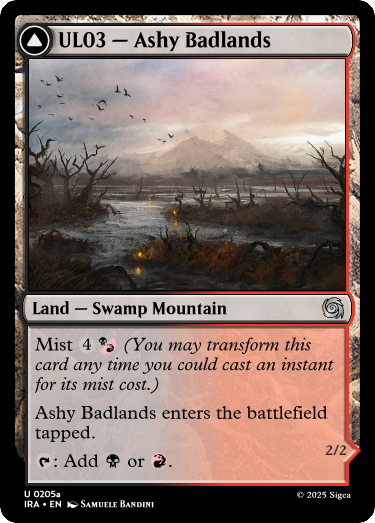 UL03 — Ashy Badlands
Land — Swamp Mountain
Mist 4 (You may transform this
card any time you could cast an instant
for its mist cost.)
Ashy Badlands enters the battlefield
tapped.
: Add or .
2/2
U 0205a
IRA • EN Samuele Bandini
© 2025 Sigea